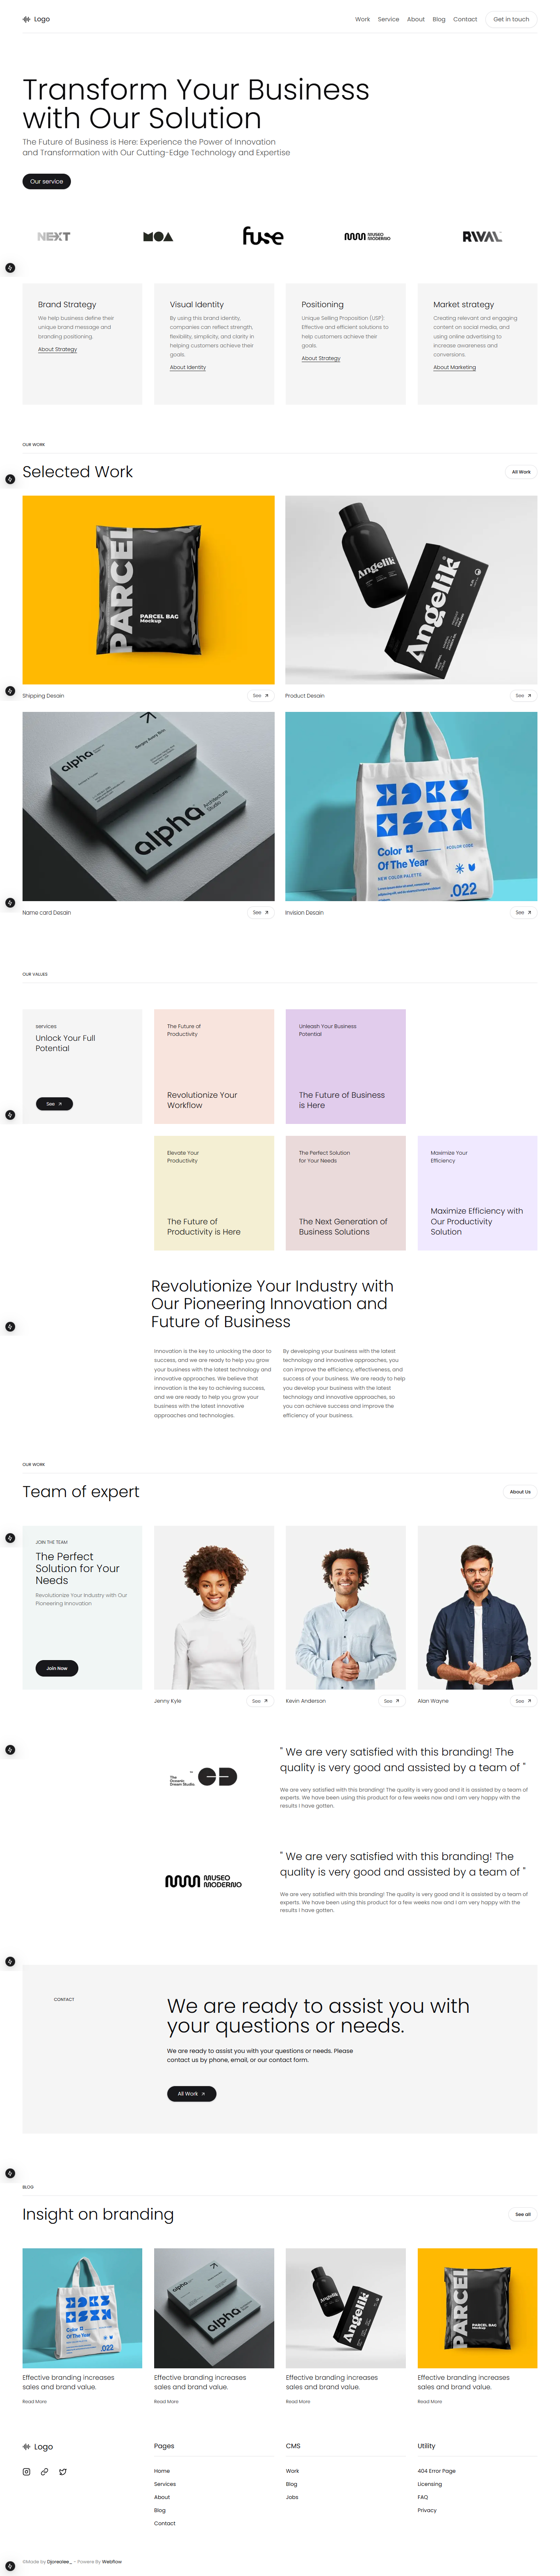 Logo
Work Service About Blog Contact Get in touch
Transform Your Business
with Our Solution
The Future of Business is Here: Experience the Power of Innovation
and Transformation with Our Cutting-Edge Technology and Expertise
Our service
NEXT
MOA
fuse
MUSEO
MODERNO
RIVAL
Brand Strategy
We help business define their
unique brand message and
branding positioning.
About Strategy
Visual Identity
By using this brand identity,
companies can reflect strength,
flexibility, simplicity, and clarity in
helping customers achieve their
goals.
About Identity
Positioning
Unique Selling Proposition (USP):
Effective and efficient solutions to
help customers achieve their
goals.
About Strategy
Market strategy
Creating relevant and engaging
content on social media, and
using online advertising to
increase awareness and
conversions.
About Marketing
OUR WORK
Selected Work
All Work
PARCEL
PARCEL BAG
Mockup
Angelik
Angelik
Shipping Desain
See
Product Desain
See
alpha
alpha
Architecture
Studio
Color
Of The Year
#COLOR CODE
NEW COLOR PALETTE
.022
Name card Desain
See
Invision Desain
See
OUR VALUES
services
Unlock Your Full
Potential
See
The Future of
Productivity
Revolutionize Your
Workflow
Unleash Your Business
Potential
The Future of Business
is Here
Elevate Your
Productivity
The Future of
Productivity is Here
The Perfect Solution
for Your Needs
The Next Generation of
Business Solutions
Maximize Your
Efficiency
Maximize Efficiency with
Our Productivity
Solution
Revolutionize Your Industry with
Our Pioneering Innovation and
Future of Business
Innovation is the key to unlocking the door to
success, and we are ready to help you grow
your business with the latest technology and
innovative approaches. We believe that
innovation is the key to achieving success,
and we are ready to help you grow your
business with the latest innovative
approaches and technologies.
By developing your business with the latest
technology and innovative approaches, you
can improve the efficiency, effectiveness, and
success of your business. We are ready to help
you develop your business with the latest
technology and innovative approaches, so
you can achieve success and improve the
efficiency of your business.
OUR WORK
Team of expert
About Us
JOIN THE TEAM
The Perfect
Solution for Your
Needs
Revolutionize Your Industry with Our
Pioneering Innovation
Join Now
Jenny Kyle
See
Kevin Anderson
See
Alan Wayne
See
The
Oceanic
Dream Studio
" We are very satisfied with this branding! The
quality is very good and assisted by a team of "
We are very satisfied with this branding! The quality is very good and it is assisted by a team of
experts. We have been using this product for a few weeks now and I am very happy with the
results I have gotten.
MUSEO
MODERNO
" We are very satisfied with this branding! The
quality is very good and assisted by a team of "
We are very satisfied with this branding! The quality is very good and it is assisted by a team of
experts. We have been using this product for a few weeks now and I am very happy with the
results I have gotten.
CONTACT
We are ready to assist you with
your questions or needs.
We are ready to assist you with your questions or needs. Please
contact us by phone, email, or our contact form.
All Work
BLOG
Insight on branding
See all
Color
Of The Year
.022
alpha
alpha
Angelik
Angelik
PARCEL
PARCEL BAG
Mockup
Effective branding increases
sales and brand value.
Read More
Effective branding increases
sales and brand value.
Read More
Effective branding increases
sales and brand value.
Read More
Effective branding increases
sales and brand value.
Read More
Logo
Pages
Home
Services
About
Blog
Contact
CMS
Work
Blog
Jobs
Utility
404 Error Page
Licensing
FAQ
Privacy
©Made by Djorezlee_ - Powere By Webflow